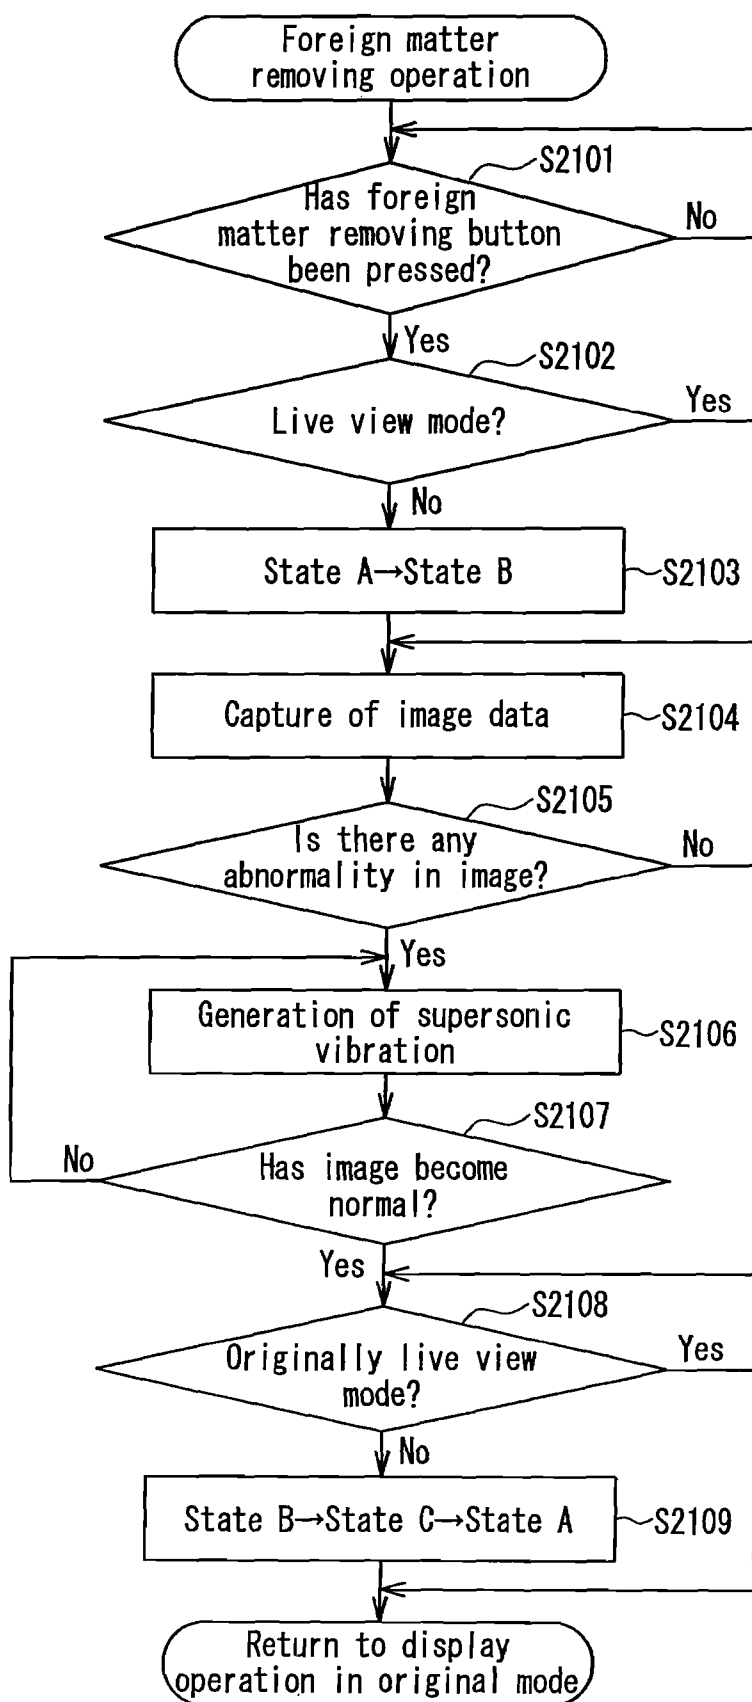 Foreign matter
removing operation
S2101
Has foreign
matter removing button
been pressed?
No
Yes
S2102
Live view mode?
Yes
No
State A→State B
S2103
Capture of image data
S2104
S2105
Is there any
abnormality in image?
No
Yes
Generation of supersonic
vibration
S2106
S2107
Has image become
normal?
No
Yes
S2108
Originally live view
mode?
Yes
No
State B→State C→State A
S2109
Return to display
operation in original mode